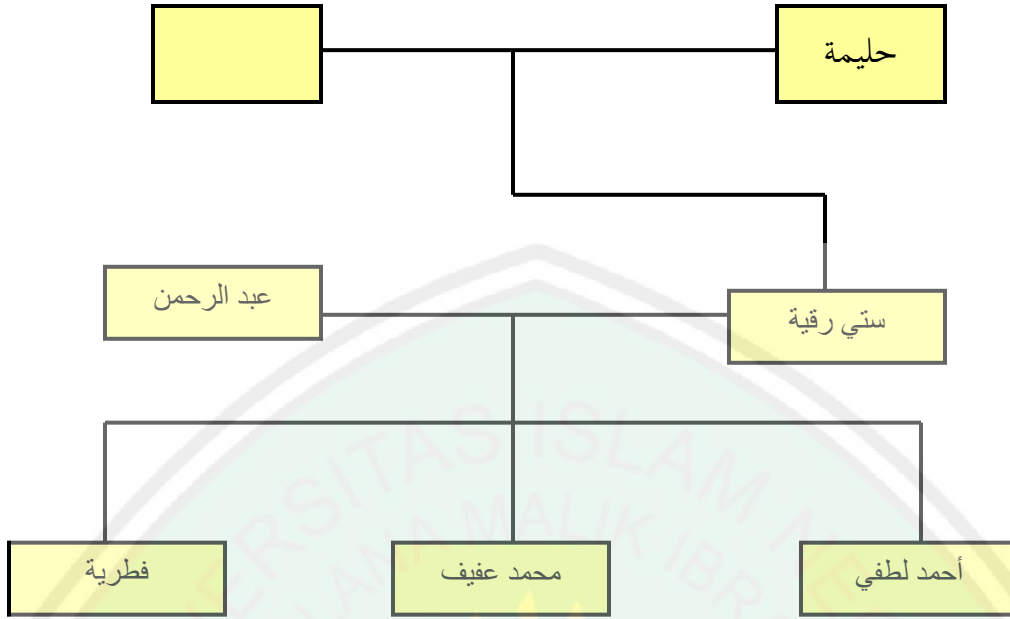 حليمة
عبد الرحمن
ستي رقية
أحمد لطفي
محمد عفيف
فطرية